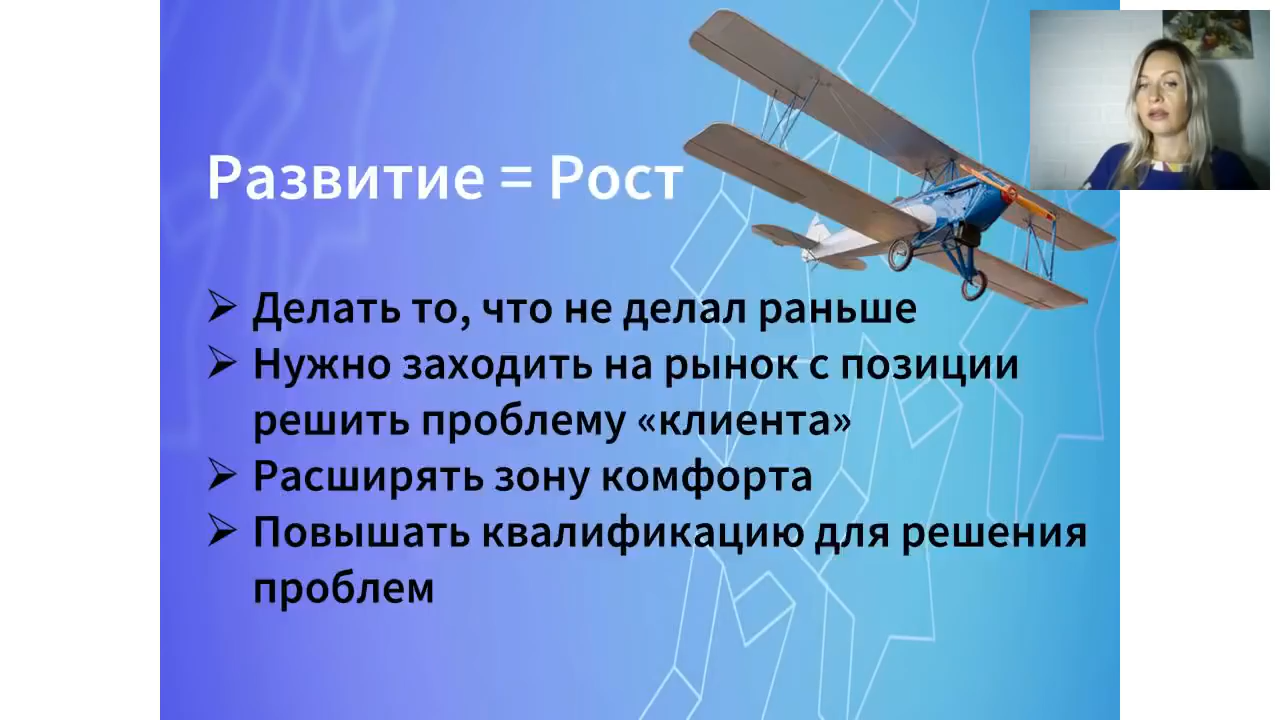 Развитие = Рост
➢ Делать то, что не делал раньше
➢ Нужно заходить на рынок с позиции
решить проблему «клиента»
➢ Расширять зону комфорта
➢ Повышать квалификацию для решения
проблем